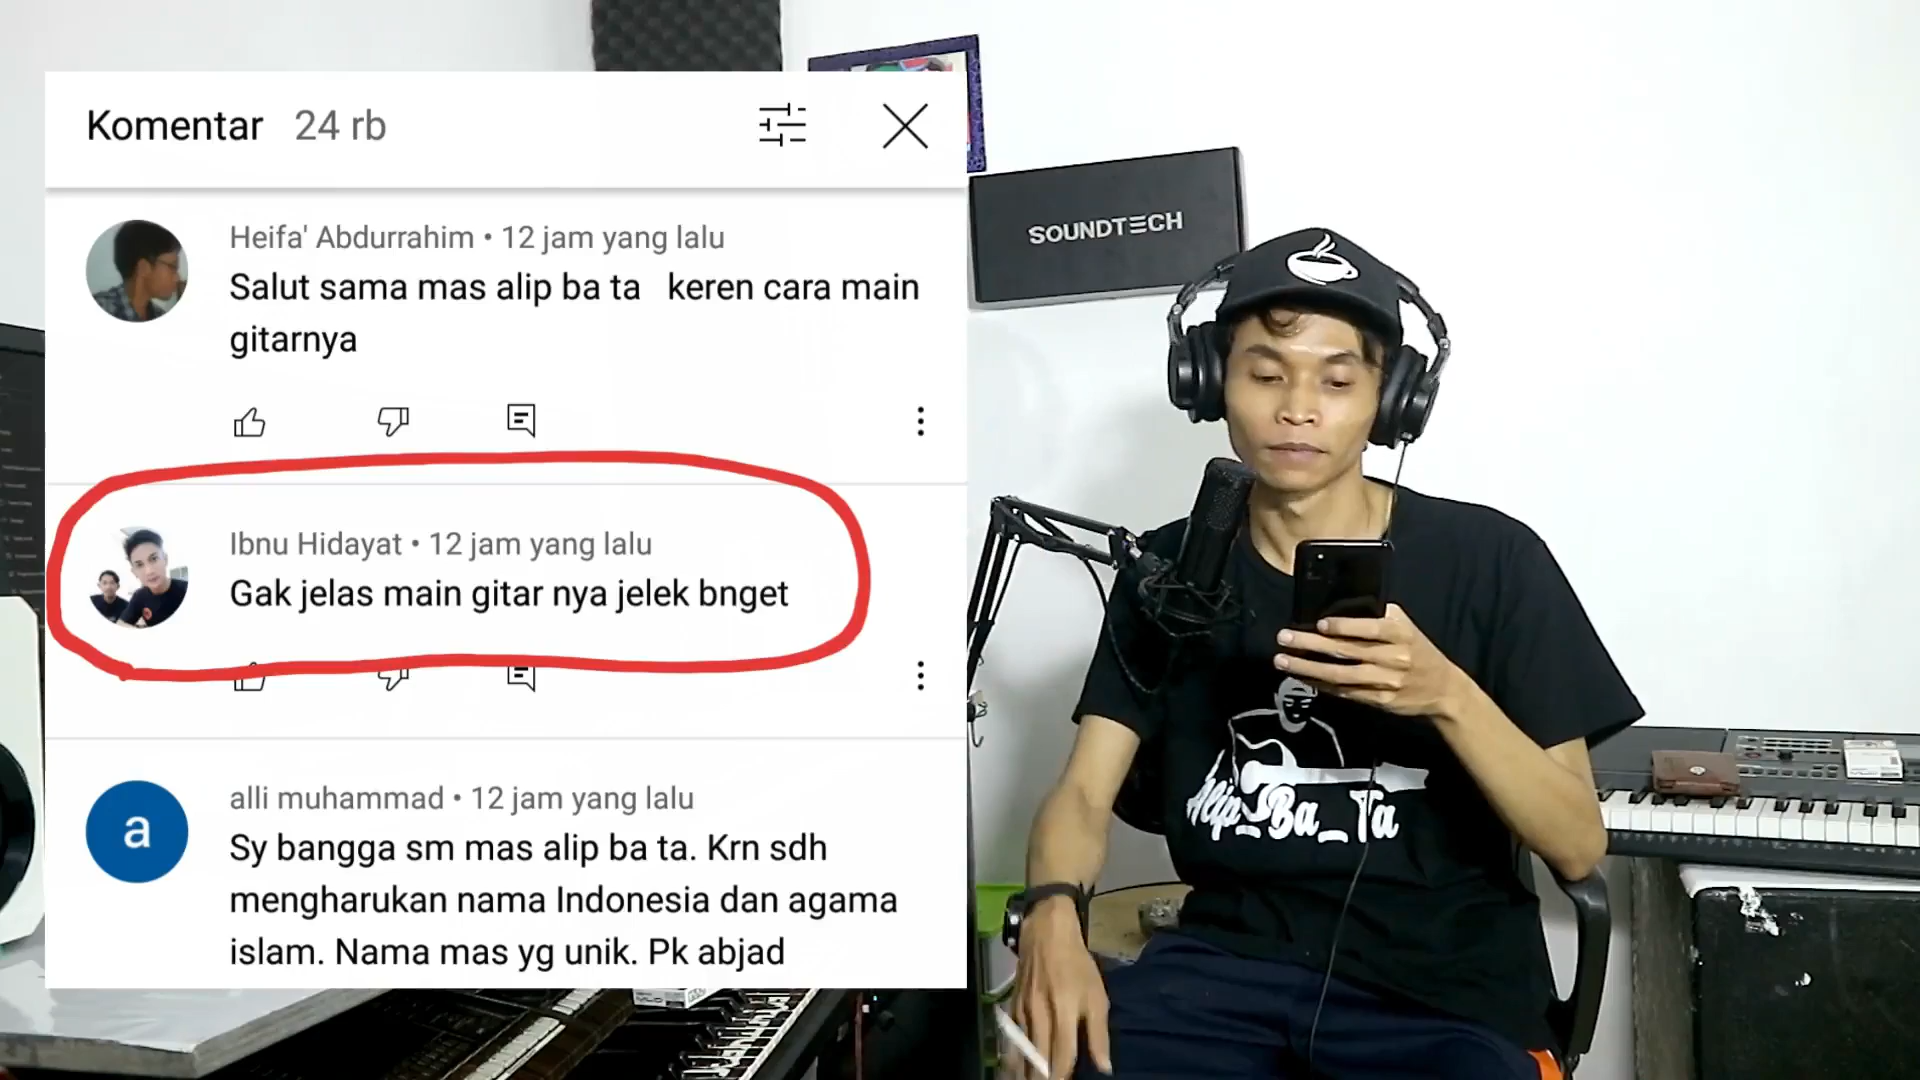 Komentar 24 rb
Heifa' Abdurrahim • 12 jam yang lalu
Salut sama mas alip ba ta keren cara main
gitarnya
Ibnu Hidayat • 12 jam yang lalu
Gak jelas main gitar nya jelek bnget
a
alli muhammad • 12 jam yang lalu
Sy bangga sm mas alip ba ta. Krn sdh
mengharukan nama Indonesia dan agama
islam. Nama mas yg unik. Pk abjad
SOUNDTECH
Alip_Ba_Ta